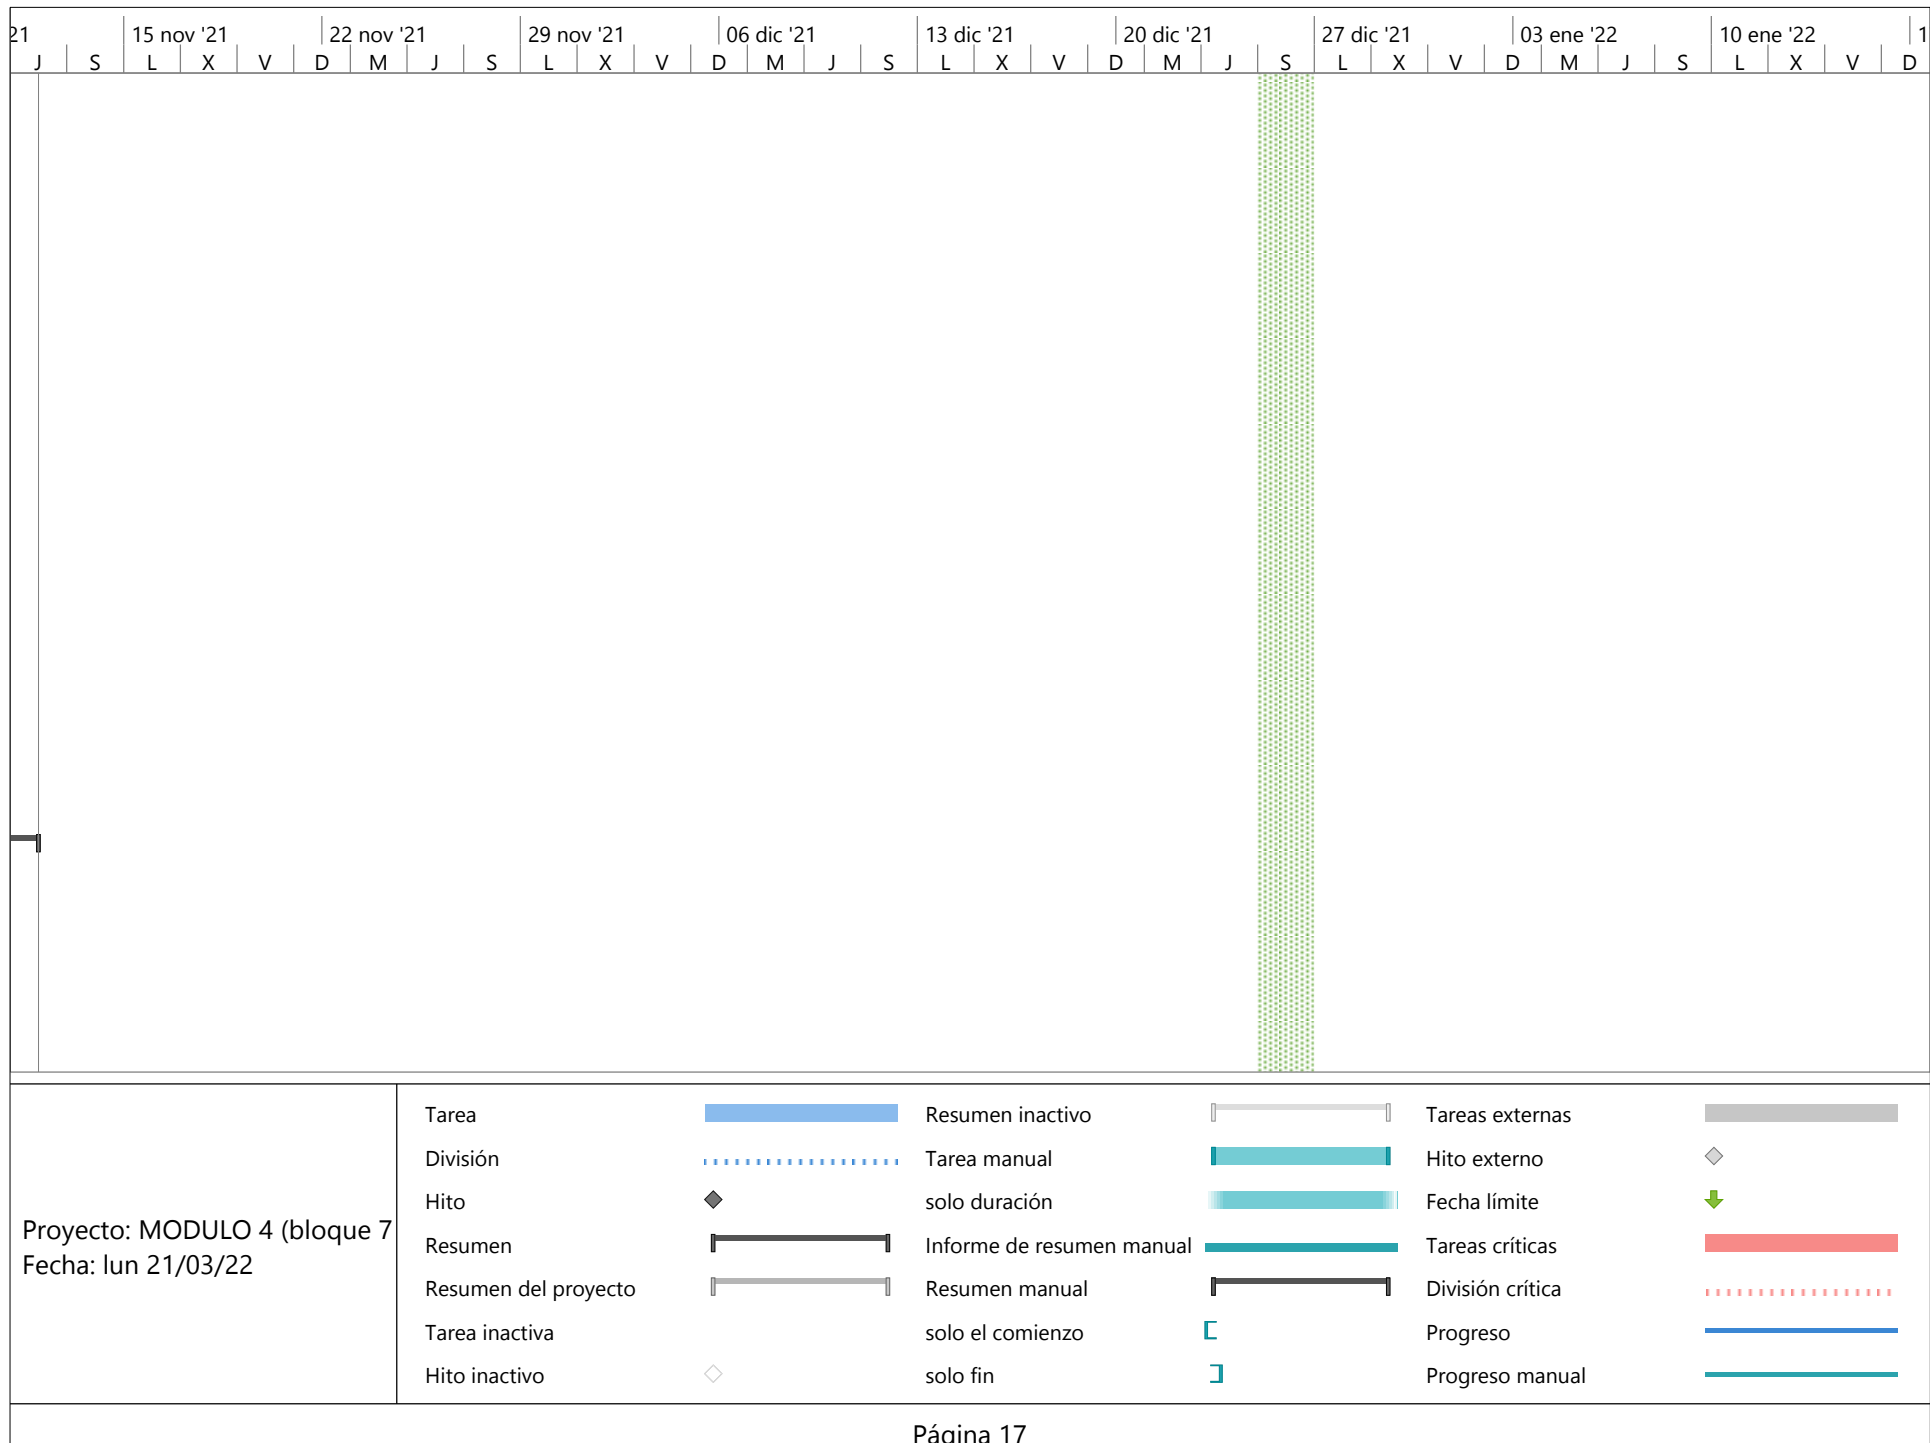 21 15 nov '21 22 nov '21 29 nov '21 06 dic '21 13 dic '21 20 dic '21 27 dic '21 03 ene '22 10 ene '22 1
J S L X V D M J S L X V D M J S L X V D M J S L X V D M J S L X V D
Tarea Resumen inactivo Tareas externas
División Tarea manual Hito externo
Hito solo duración Fecha límite
Proyecto: MODULO 4 (bloque 7
Resumen Informe de resumen manual Tareas críticas
Fecha: lun 21/03/22
Resumen del proyecto Resumen manual División crítica
Tarea inactiva solo el comienzo Progreso
Hito inactivo solo fin Progreso manual
Página 17